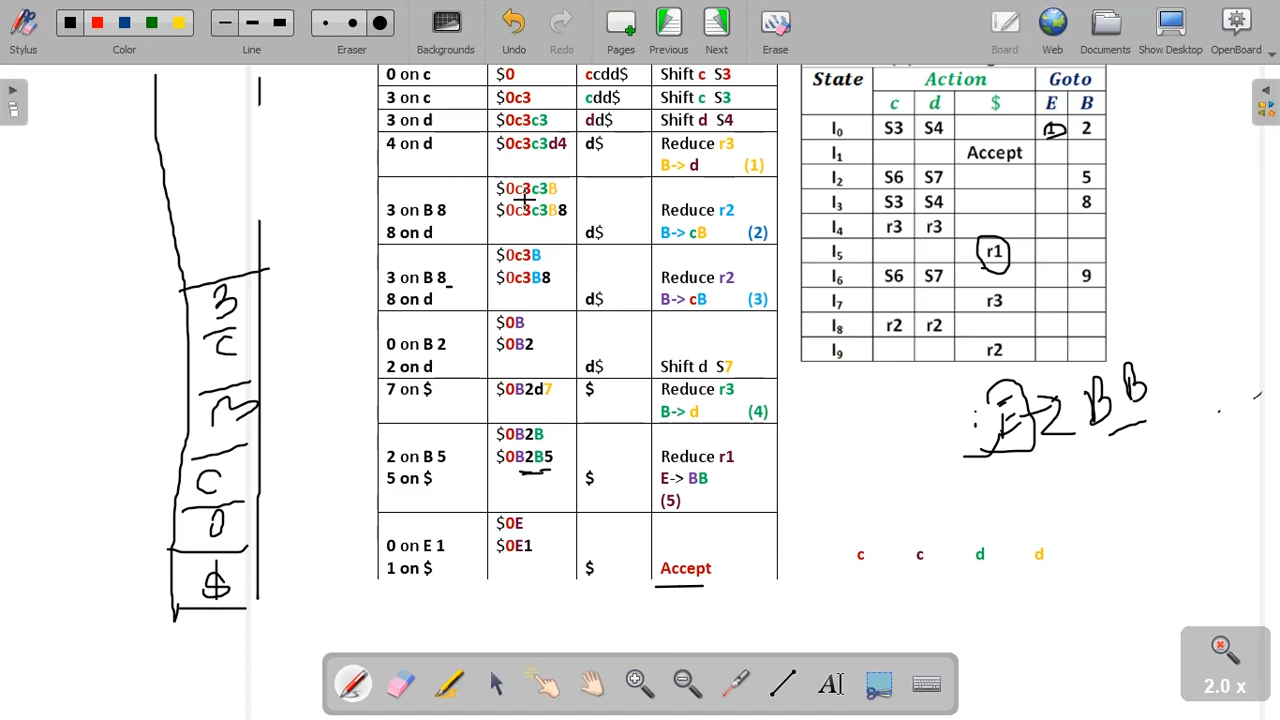 Stylus
Color
Line
Eraser
Backgrounds
Undo
Redo
Pages
Previous
Next
Erase
Board
Web
Documents
Show Desktop
OpenBoard
0 on c $0 ccdd$ Shift c S3
3 on c $0c3 cdd$ Shift c S3
3 on d $0c3c3 dd$ Shift d S4
4 on d $0c3c3d4 d$ Reduce r3
B-> d (1)
$0c3c3B
3 on B 8 $0c3c3B8 Reduce r2
8 on d d$ B-> cB (2)
$0c3B
3 on B 8 $0c3B8 Reduce r2
8 on d d$ B-> cB (3)
$0B
0 on B 2 $0B2
2 on d d$ Shift d S7
7 on $ $0B2d7 $ Reduce r3
B-> d (4)
$0B2B
2 on B 5 $0B2B5 Reduce r1
5 on $ $ E-> BB
(5)
$0E
0 on E 1 $0E1
1 on $ $ Accept
State Action Goto
c d $ E B
I0 S3 S4 1 2
I1 Accept
I2 S6 S7 5
I3 S3 S4 8
I4 r3 r3
I5 r1
I6 S6 S7 9
I7 r3
I8 r2 r2
I9 r2
E→ B B
c c d d
3
C
3
C
0
$
2.0 x